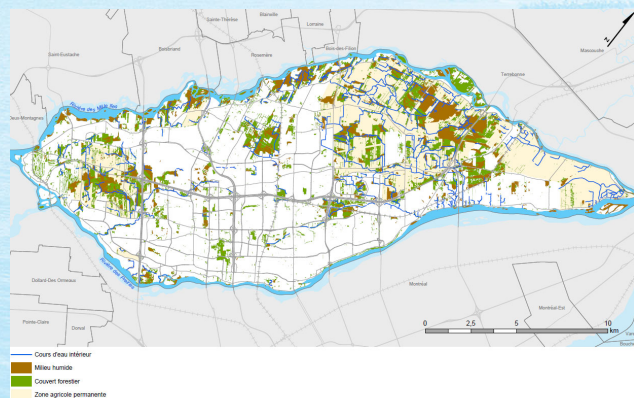 Blainville
Sainte-Thérèse
Lorraine
Mascouche
Saint-Eustache
Boisbriand
Rosemère
Bois-des-Filion
Terrebonne
Rivière des Mille Îles
Deux-Montagnes
Rivière des Prairies
Dollard-Des Ormeaux
Montréal
Montréal-Est
Pointe-Claire
Dorval
0 2,5 5 10
km
Cours d'eau intérieur
Milieu humide
Couvert forestier
Zone agricole permanente